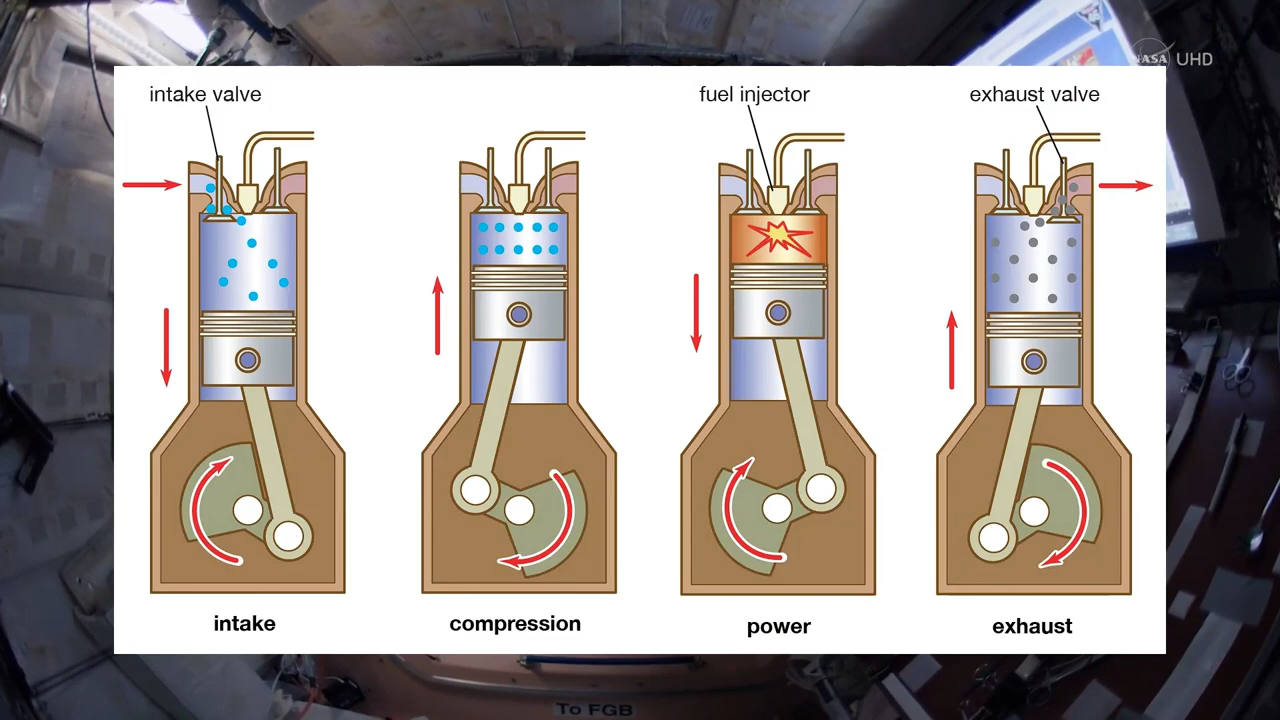 NASA UHD
intake valve
fuel injector
exhaust valve
intake
compression
power
exhaust
To FGB